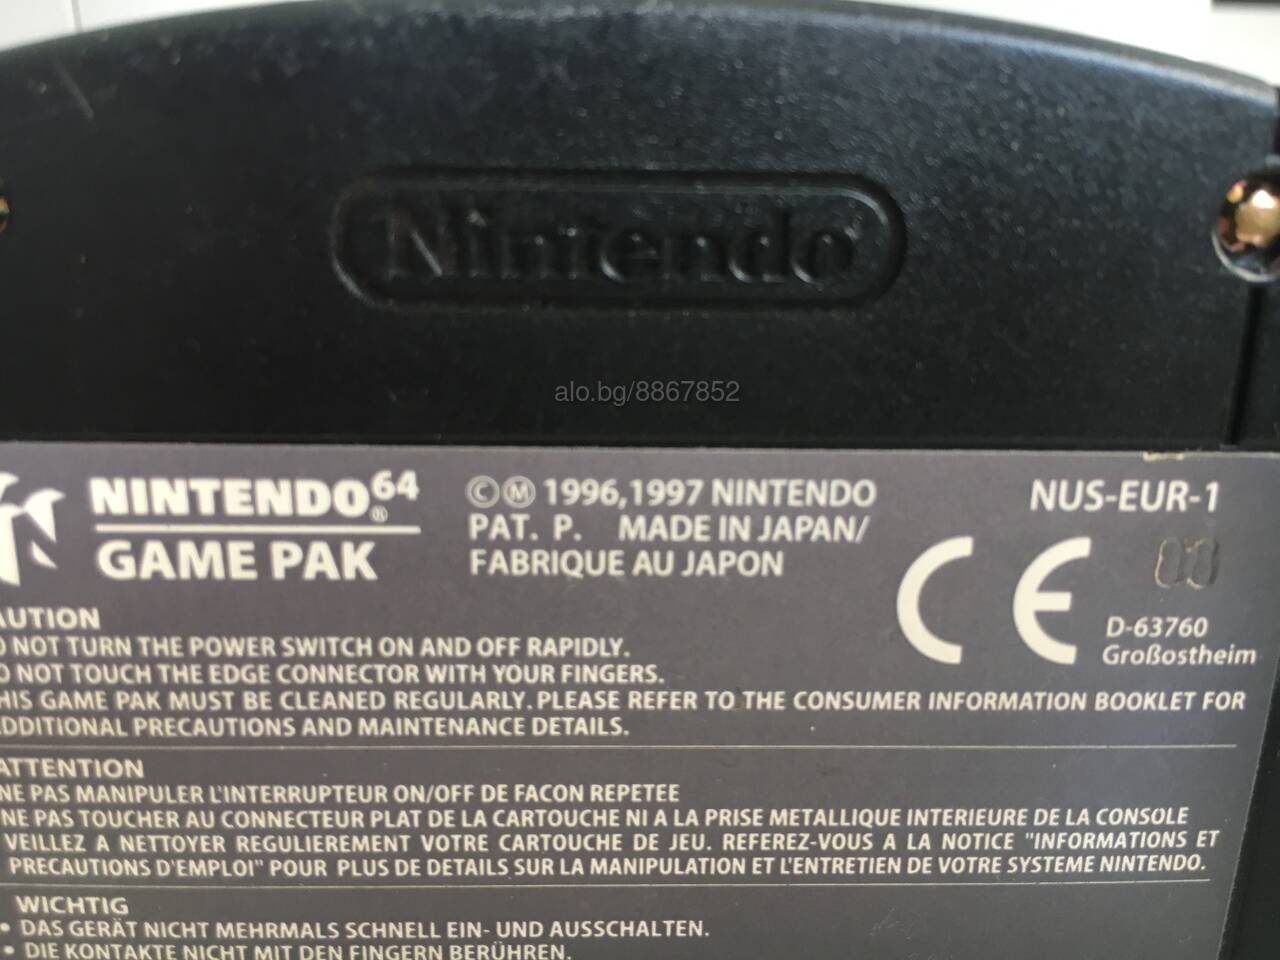 Nintendo
alo.bg/8867852
NINTENDO64®
GAME PAK
©Ⓜ 1996,1997 NINTENDO
PAT. P. MADE IN JAPAN/
FABRIQUE AU JAPON
NUS-EUR-1
CE
D-63760
Großostheim
AUTION
O NOT TURN THE POWER SWITCH ON AND OFF RAPIDLY.
O NOT TOUCH THE EDGE CONNECTOR WITH YOUR FINGERS.
HIS GAME PAK MUST BE CLEANED REGULARLY. PLEASE REFER TO THE CONSUMER INFORMATION BOOKLET FOR
DDITIONAL PRECAUTIONS AND MAINTENANCE DETAILS.
ATTENTION
NE PAS MANIPULER L'INTERRUPTEUR ON/OFF DE FACON REPETEE
NE PAS TOUCHER AU CONNECTEUR PLAT DE LA CARTOUCHE NI A LA PRISE METALLIQUE INTERIEURE DE LA CONSOLE
VEILLEZ A NETTOYER REGULIEREMENT VOTRE CARTOUCHE DE JEU. REFEREZ-VOUS A LA NOTICE "INFORMATIONS ET
PRECAUTIONS D'EMPLOI" POUR PLUS DE DETAILS SUR LA MANIPULATION ET L'ENTRETIEN DE VOTRE SYSTEME NINTENDO.
WICHTIG
• DAS GERÄT NICHT MEHRMALS SCHNELL EIN- UND AUSSCHALTEN.
• DIE KONTAKTE NICHT MIT DEN FINGERN BERÜHREN.